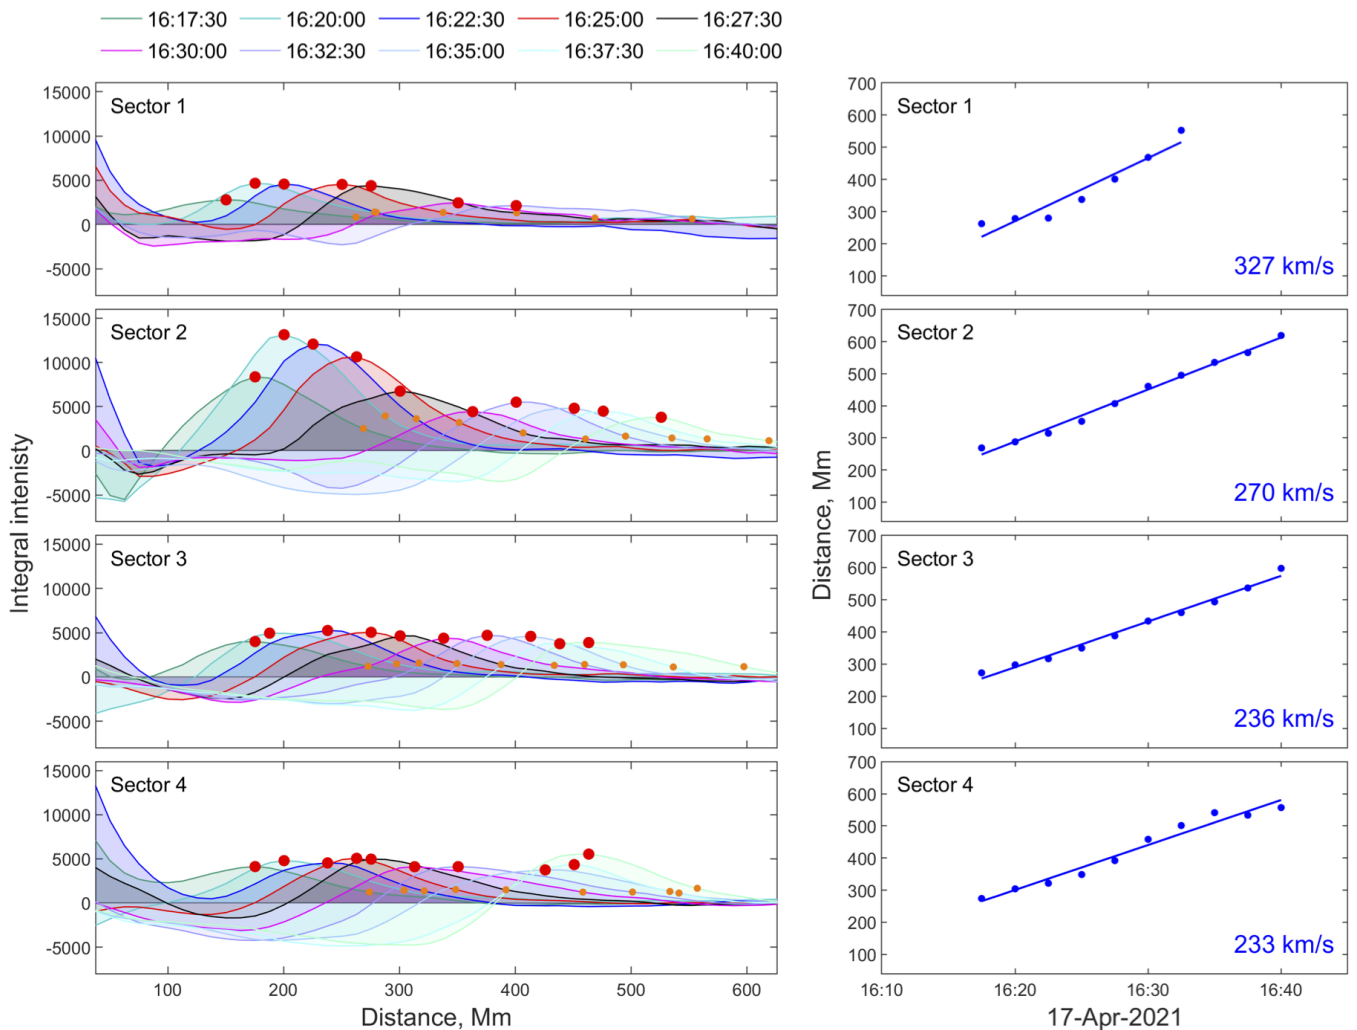 16:17:30 16:20:00 16:22:30 16:25:00 16:27:30
16:30:00 16:32:30 16:35:00 16:37:30 16:40:00
15000
10000
5000
0
-5000
Sector 1
15000
10000
5000
0
-5000
Sector 2
15000
10000
5000
0
-5000
Sector 3
15000
10000
5000
0
-5000
Sector 4
100 200 300 400 500 600
Integral intenisty
Distance, Mm
700
600
500
400
300
200
100
Sector 1
327 km/s
700
600
500
400
300
200
100
Sector 2
270 km/s
700
600
500
400
300
200
100
Sector 3
236 km/s
700
600
500
400
300
200
100
Sector 4
233 km/s
16:10 16:20 16:30 16:40
Distance, Mm
17-Apr-2021